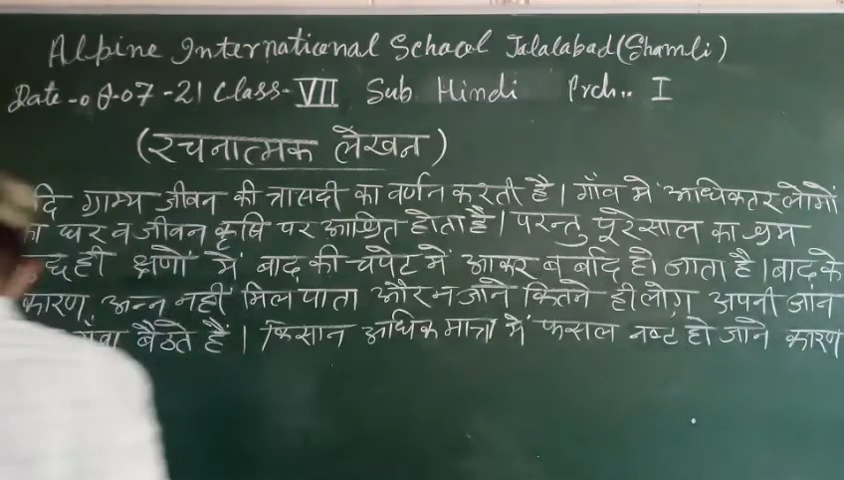 Alpine International School Jalalabad (Shamli)
Date -08-07-21 Class- VII Sub Hindi Prd.. I
(रचनात्मक लेखन)
ग्राम्य जीवन की त्रासदी का वर्णन करती है। गाँव में अधिकतर लोगों
घर व जीवन कृषि पर आश्रित होता है। परन्तु पूरे साल का श्रम
ही क्षणों में बाढ़ की चपेट में आकर बर्बाद हो जाता है। बाढ़ के
कारण अन्न नहीं मिल पाता और न जाने कितने ही लोग अपनी जान
बैठते हैं। किसान अधिक मात्रा में फसल नष्ट हो जाने कारण